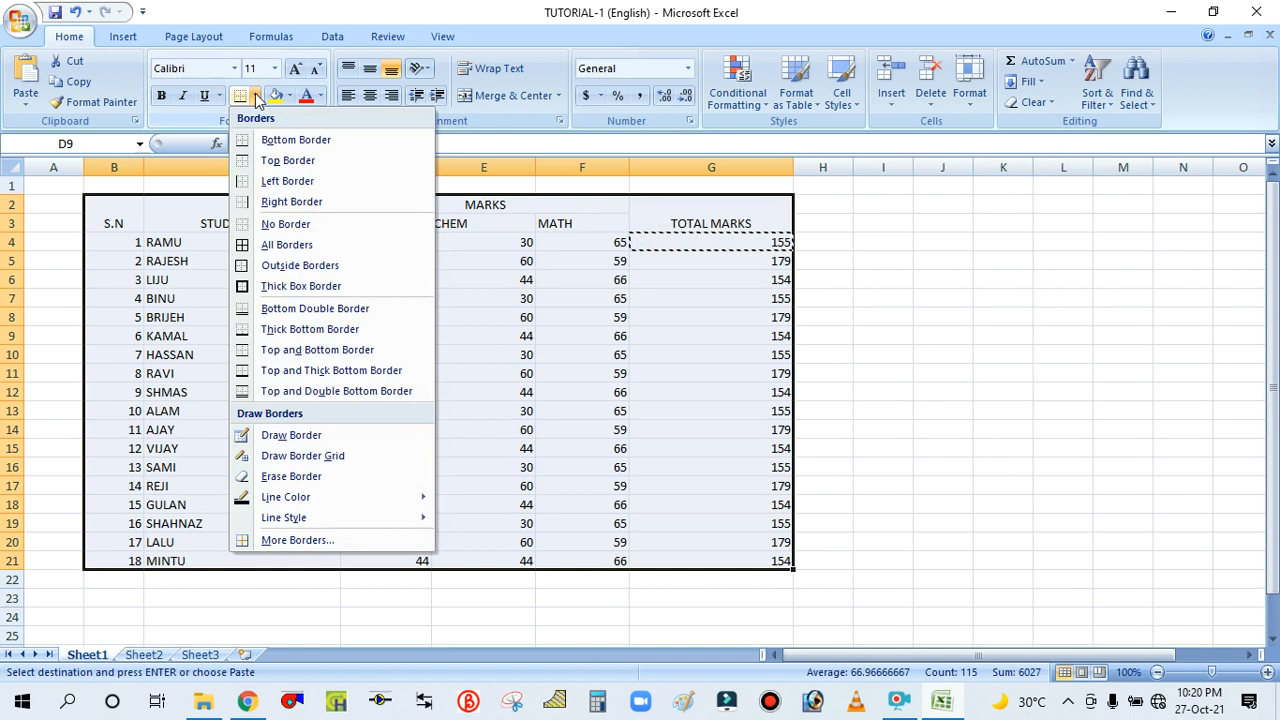 TUTORIAL-1 (English) - Microsoft Excel
Home Insert Page Layout Formulas Data Review View
Paste Cut Copy Format Painter
Calibri 11 A A
B I U A
Wrap Text
Merge & Center
General
$ % ,
Conditional Formatting Format as Table Cell Styles
Insert Delete Format
Σ AutoSum Fill Clear
Sort & Filter Find & Select
Clipboard Number Styles Cells Editing
D9 fx
Borders
Bottom Border
Top Border
Left Border
Right Border
No Border
All Borders
Outside Borders
Thick Box Border
Bottom Double Border
Thick Bottom Border
Top and Bottom Border
Top and Thick Bottom Border
Top and Double Bottom Border
Draw Borders
Draw Border
Draw Border Grid
Erase Border
Line Color
Line Style
More Borders...
A B E F G H I J K L M N O
1
2 MARKS
3 S.N STUD CHEM MATH TOTAL MARKS
4 1 RAMU 30 65 155
5 2 RAJESH 60 59 179
6 3 LIJU 44 66 154
7 4 BINU 30 65 155
8 5 BRIJEH 60 59 179
9 6 KAMAL 44 66 154
10 7 HASSAN 30 65 155
11 8 RAVI 60 59 179
12 9 SHMAS 44 66 154
13 10 ALAM 30 65 155
14 11 AJAY 60 59 179
15 12 VIJAY 44 66 154
16 13 SAMI 30 65 155
17 14 REJI 60 59 179
18 15 GULAN 44 66 154
19 16 SHAHNAZ 30 65 155
20 17 LALU 60 59 179
21 18 MINTU 44 44 66 154
22
23
24
25
Sheet1 Sheet2 Sheet3
Select destination and press ENTER or choose Paste Average: 66.96666667 Count: 115 Sum: 6027 100%
30°C 10:20 PM
27-Oct-21